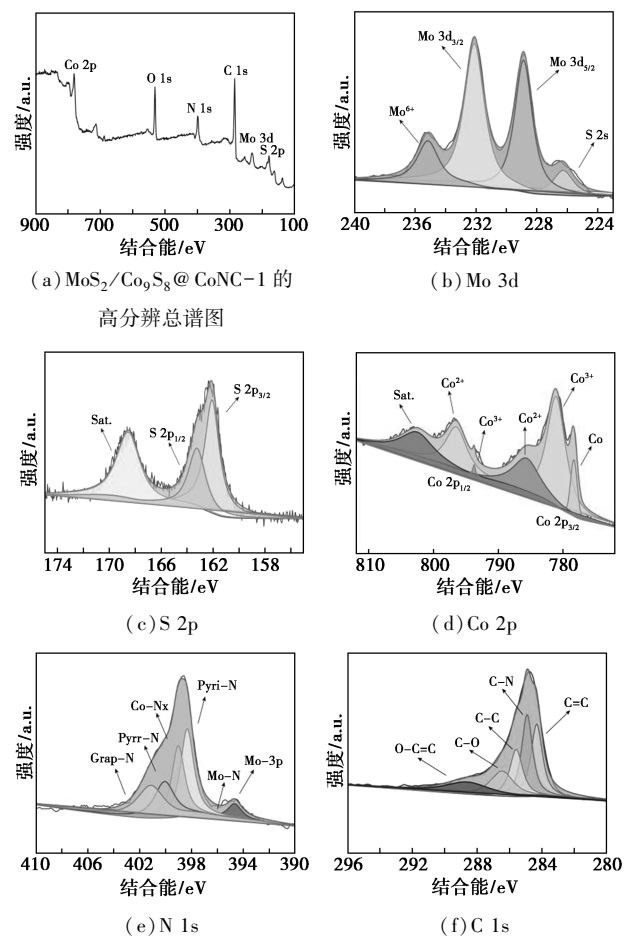 强度/a.u.
Co 2p
O 1s
N 1s
C 1s
Mo 3d
S 2p
900 700 500 300 100
结合能/eV
(a)MoS2/Co9S8@CoNC-1 的
高分辨总谱图
强度/a.u.
Mo 3d3/2
Mo 3d5/2
Mo6+
S 2s
240 236 232 228 224
结合能/eV
(b)Mo 3d
强度/a.u.
Sat.
S 2p1/2
S 2p3/2
174 170 166 162 158
结合能/eV
(c)S 2p
强度/a.u.
Sat.
Co2+
Co3+
Co2+
Co3+
Co
Co 2p1/2
Co 2p3/2
810 800 790 780
结合能/eV
(d)Co 2p
强度/a.u.
Grap-N
Pyrr-N
Co-Nx
Pyri-N
Mo-N
Mo-3p
410 406 402 398 394 390
结合能/eV
(e)N 1s
强度/a.u.
O-C=C
C-O
C-C
C-N
C=C
296 292 288 284 280
结合能/eV
(f)C 1s